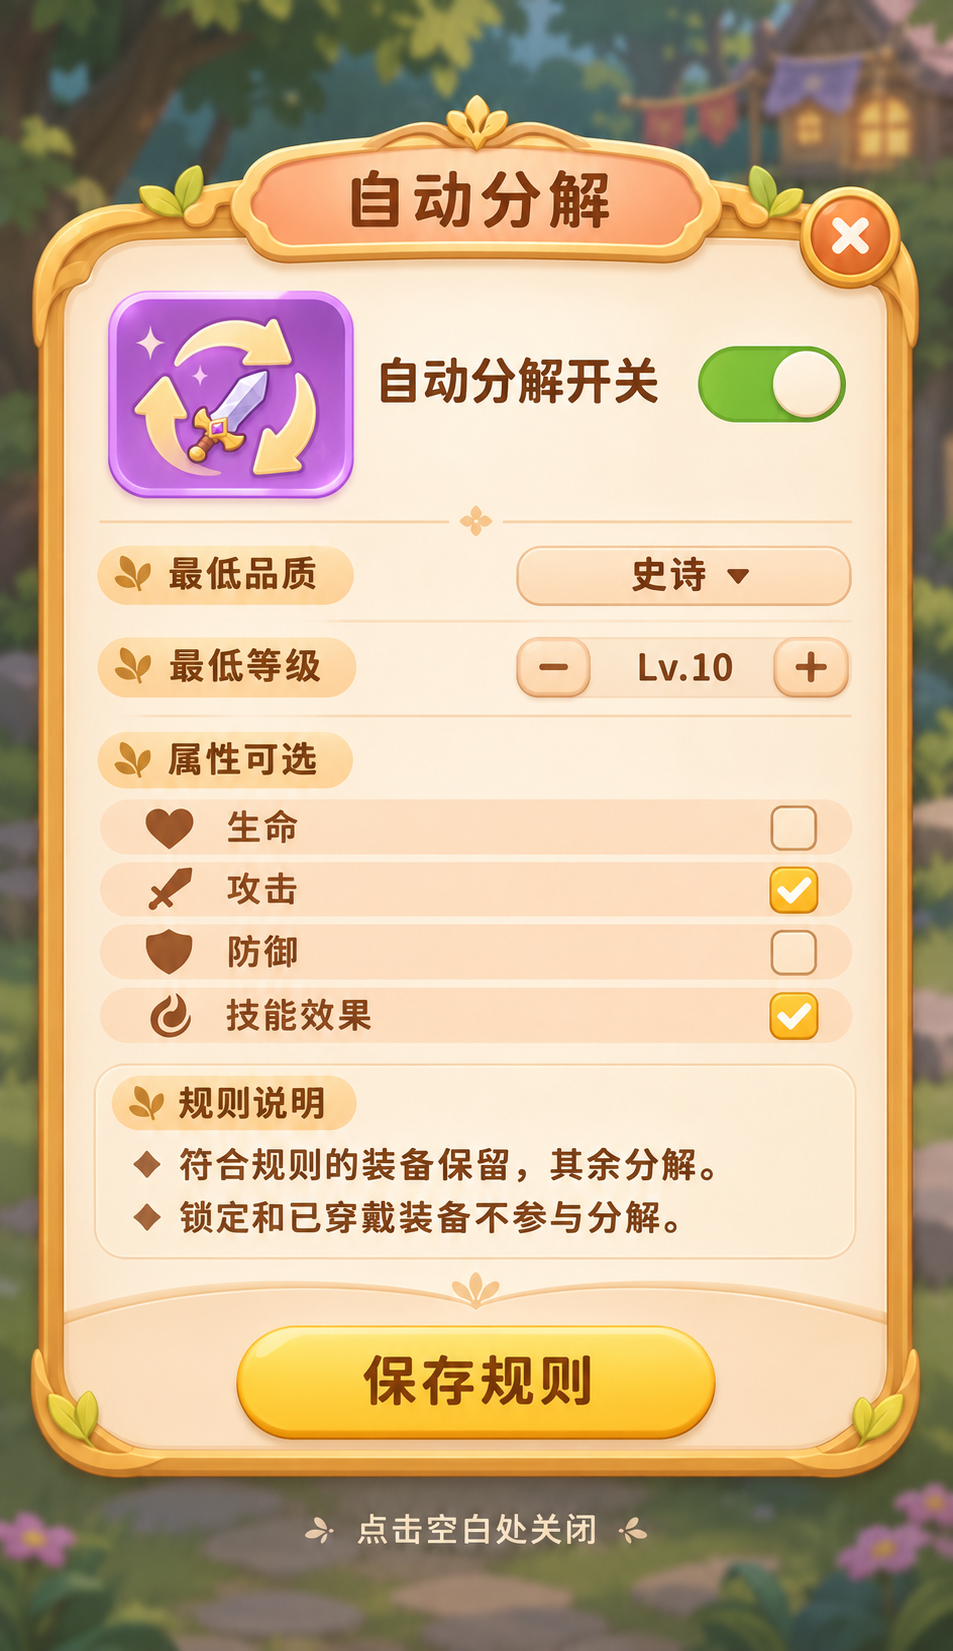 自动分解
自动分解开关
最低品质
史诗
最低等级
Lv.10
属性可选
生命
攻击
防御
技能效果
规则说明
符合规则的装备保留，其余分解。
锁定和已穿戴装备不参与分解。
保存规则
点击空白处关闭